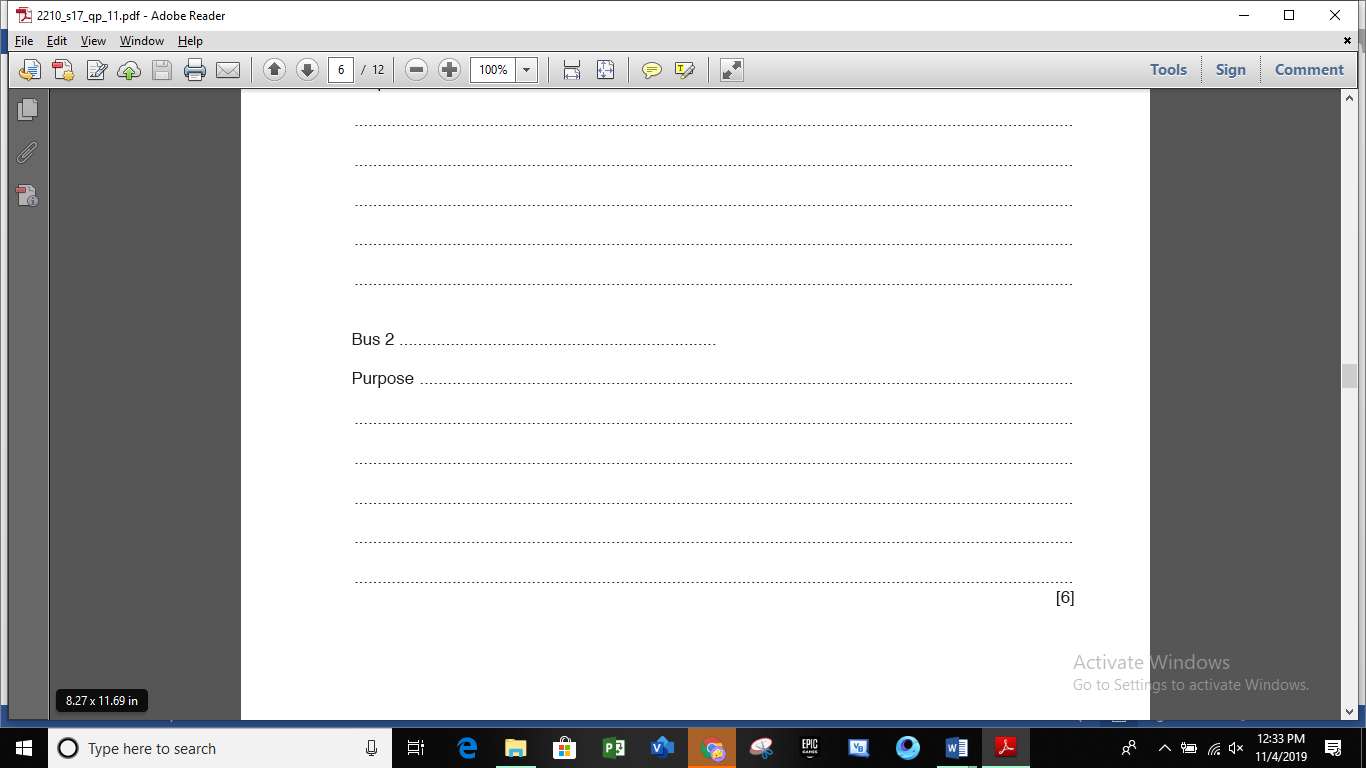 2210_s17_qp_11.pdf - Adobe Reader
File Edit View Window Help
6 / 12 100% Tools Sign Comment
Bus 2 ......................................................................
Purpose ................................................................................................................................................
[6]
Activate Windows
Go to Settings to activate Windows.
8.27 x 11.69 in
Type here to search
EPIC GAMES
12:33 PM
11/4/2019